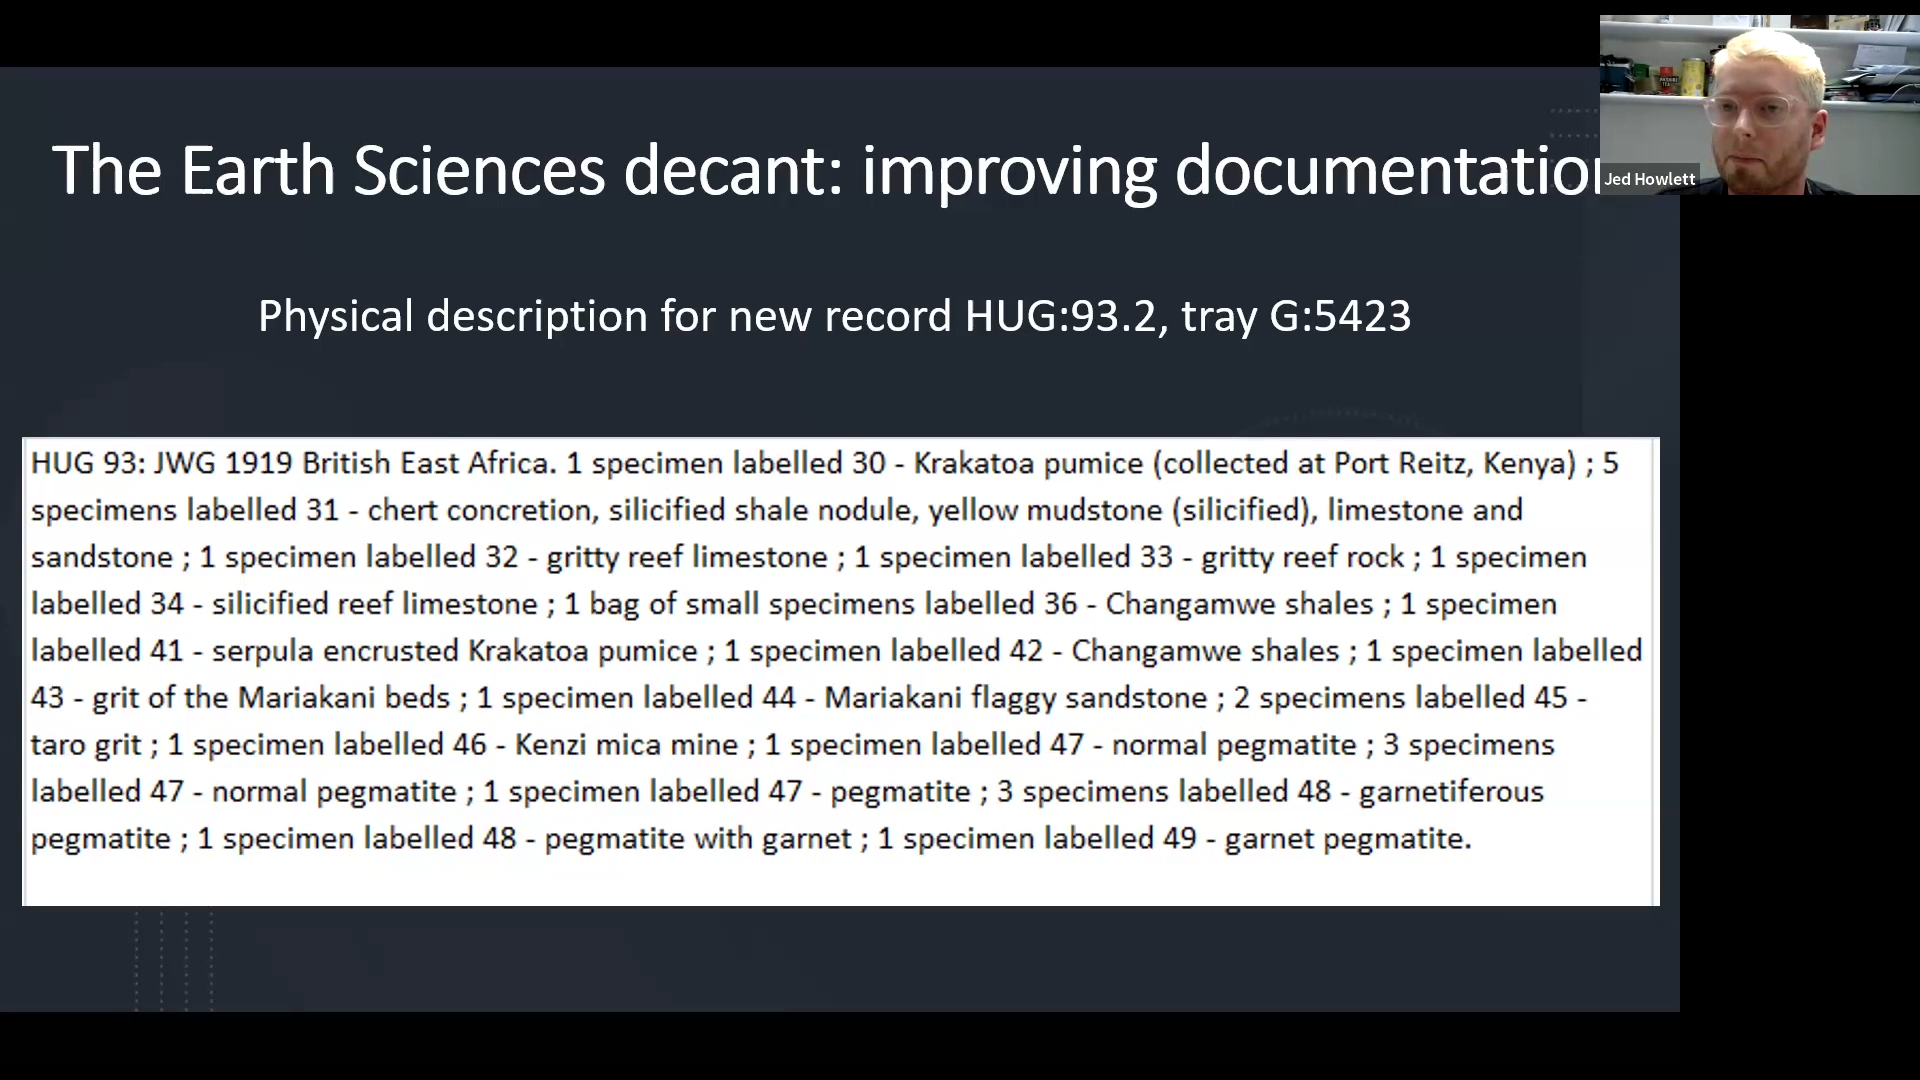 The Earth Sciences decant: improving documentation
Jed Howlett
Physical description for new record HUG:93.2, tray G:5423
HUG 93: JWG 1919 British East Africa. 1 specimen labelled 30 - Krakatoa pumice (collected at Port Reitz, Kenya) ; 5
specimens labelled 31 - chert concretion, silicified shale nodule, yellow mudstone (silicified), limestone and
sandstone ; 1 specimen labelled 32 - gritty reef limestone ; 1 specimen labelled 33 - gritty reef rock ; 1 specimen
labelled 34 - silicified reef limestone ; 1 bag of small specimens labelled 36 - Changamwe shales ; 1 specimen
labelled 41 - serpula encrusted Krakatoa pumice ; 1 specimen labelled 42 - Changamwe shales ; 1 specimen labelled
43 - grit of the Mariakani beds ; 1 specimen labelled 44 - Mariakani flaggy sandstone ; 2 specimens labelled 45 -
taro grit ; 1 specimen labelled 46 - Kenzi mica mine ; 1 specimen labelled 47 - normal pegmatite ; 3 specimens
labelled 47 - normal pegmatite ; 1 specimen labelled 47 - pegmatite ; 3 specimens labelled 48 - garnetiferous
pegmatite ; 1 specimen labelled 48 - pegmatite with garnet ; 1 specimen labelled 49 - garnet pegmatite.